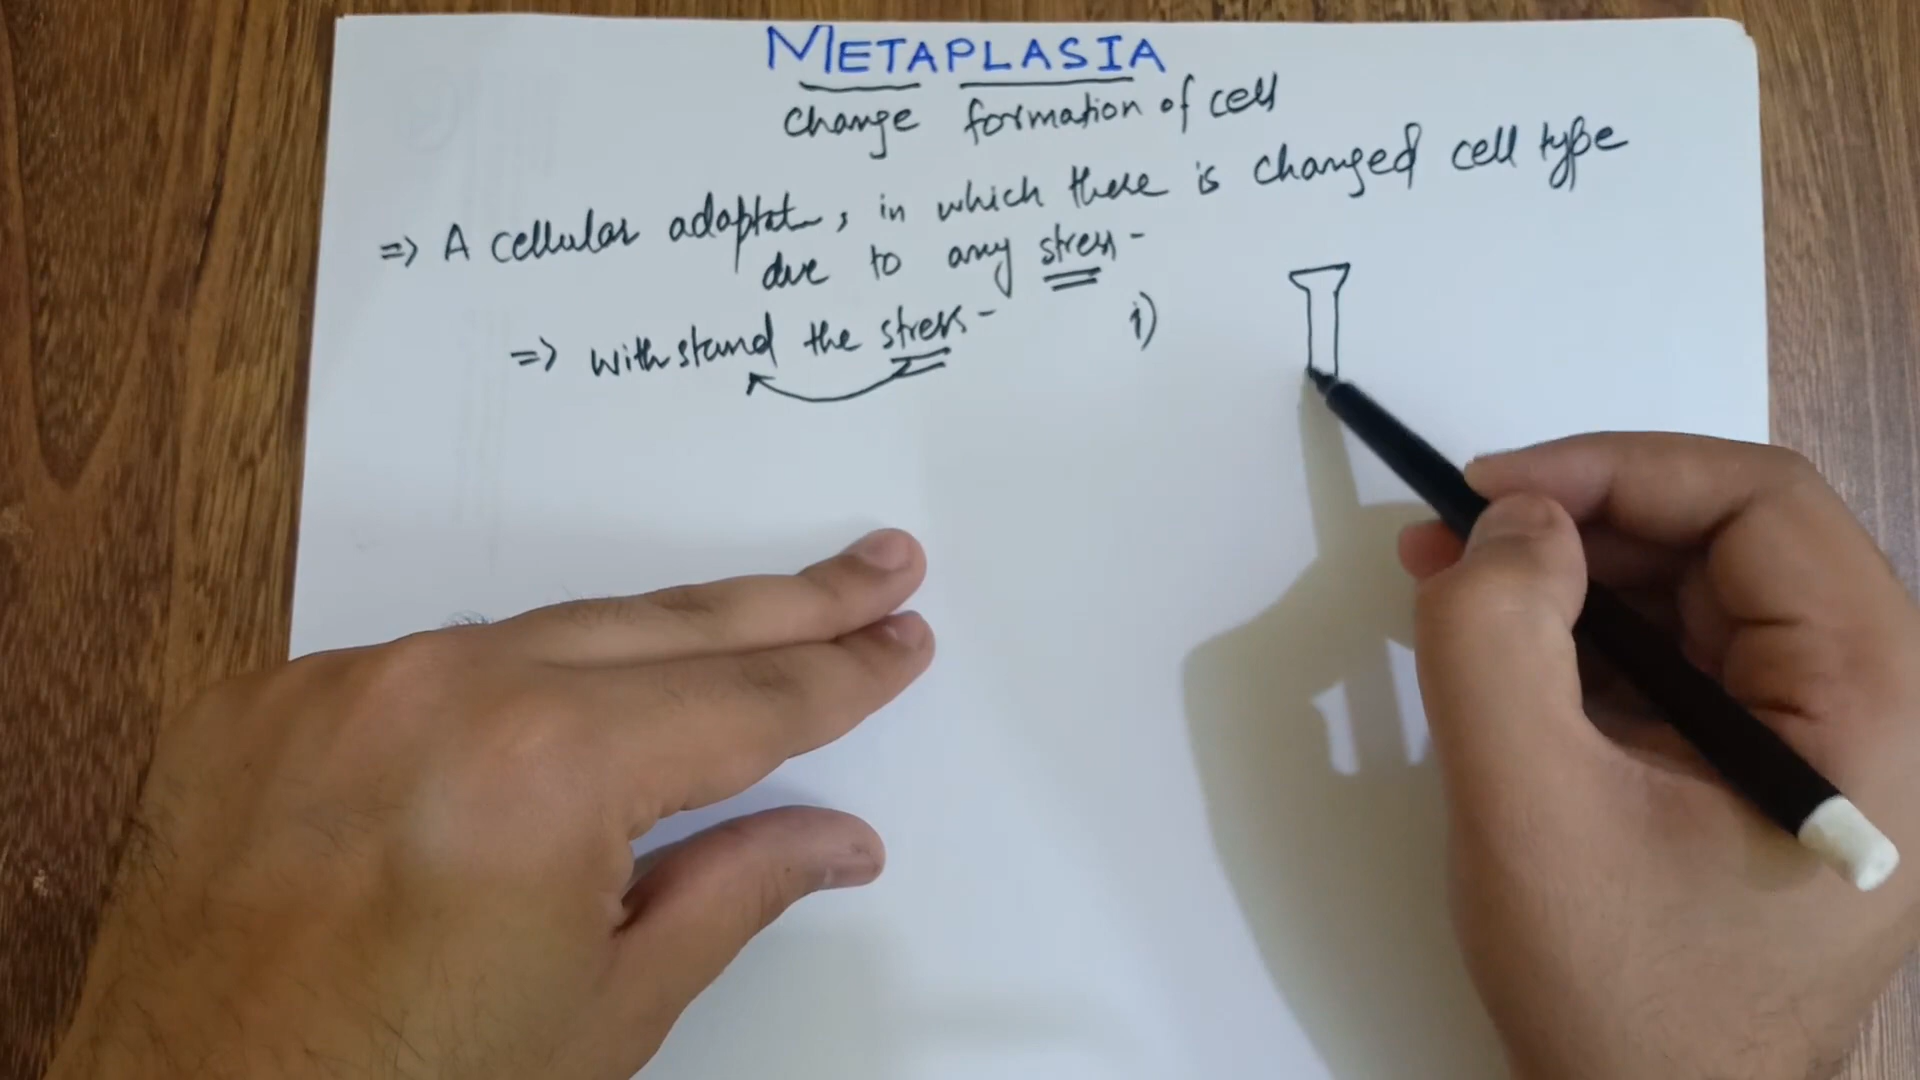 METAPLASIA
change formation of cell
=> A cellular adaptat, in which there is changed cell type
due to any stress -
=> withstand the stress - i)